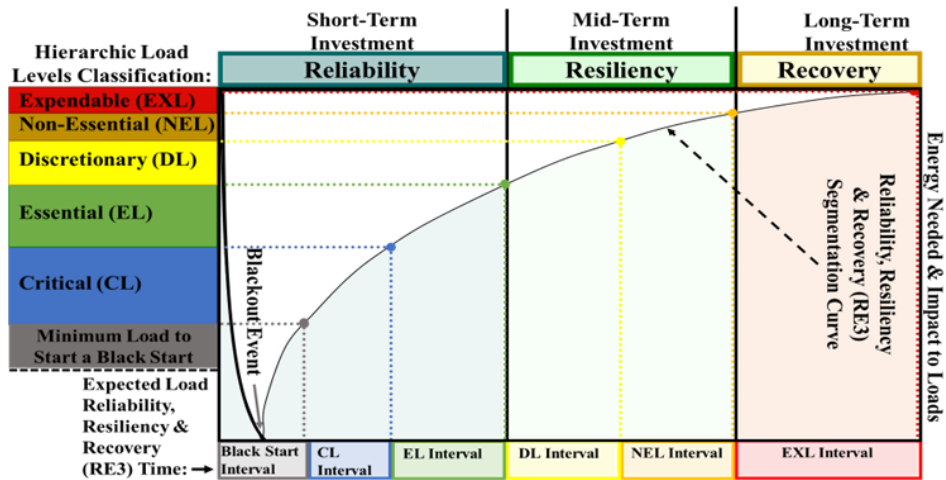 Short-Term
Investment
Mid-Term
Investment
Long-Term
Investment
Hierarchic Load
Levels Classification:
Reliability
Resiliency
Recovery
Expendable (EXL)
Non-Essential (NEL)
Discretionary (DL)
Essential (EL)
Critical (CL)
Minimum Load to
Start a Black Start
Blackout Event
Reliability, Resiliency
& Recovery (RE3)
Segmentation Curve
Energy Needed & Impact to Loads
Expected Load
Reliability,
Resiliency &
Recovery
(RE3) Time:
Black Start
Interval
CL
Interval
EL Interval
DL Interval
NEL Interval
EXL Interval